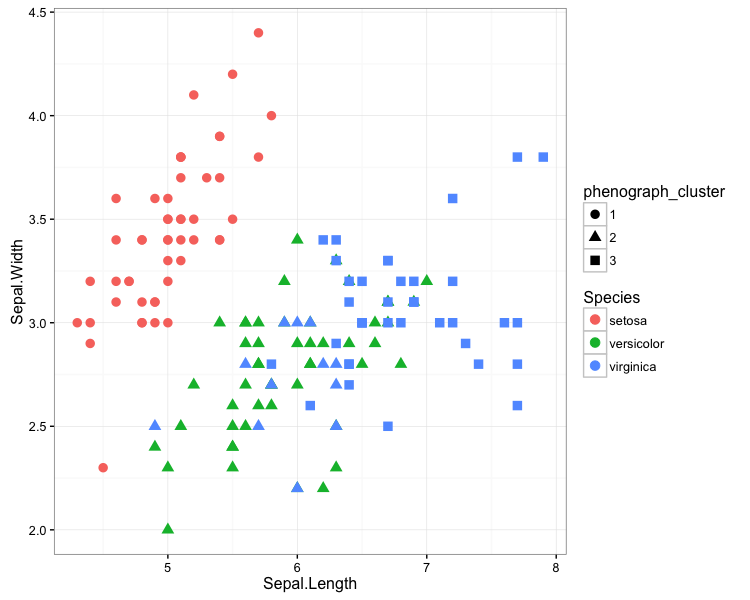 4.5
4.0
3.5
3.0
2.5
2.0
Sepal.Width
5 6 7 8
Sepal.Length
phenograph_cluster
1
2
3
Species
setosa
versicolor
virginica